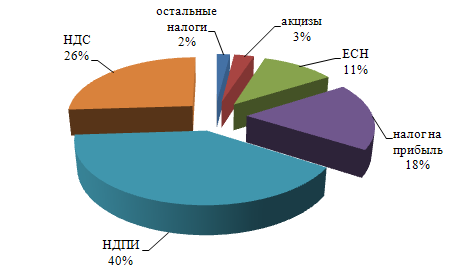 остальные
налоги
2%
акцизы
3%
ЕСН
11%
налог на
прибыль
18%
НДПИ
40%
НДС
26%